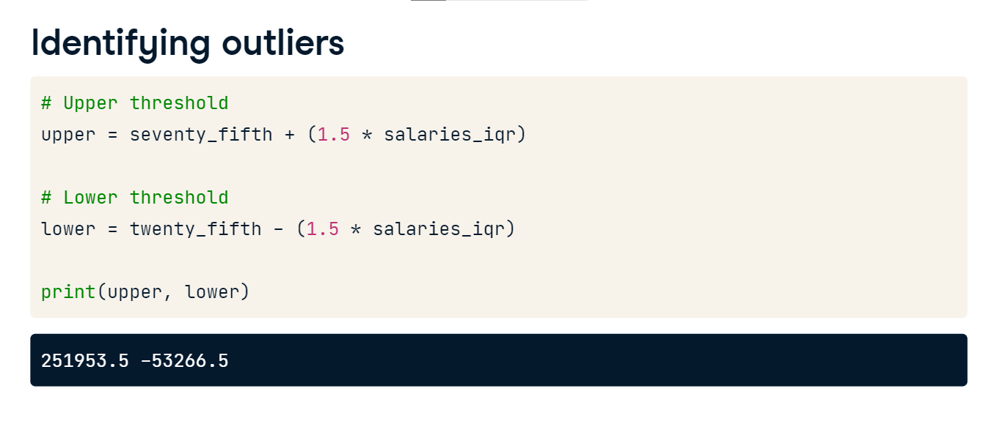 Identifying outliers
# Upper threshold
upper = seventy_fifth + (1.5 * salaries_iqr)
# Lower threshold
lower = twenty_fifth - (1.5 * salaries_iqr)
print(upper, lower)
251953.5 -53266.5